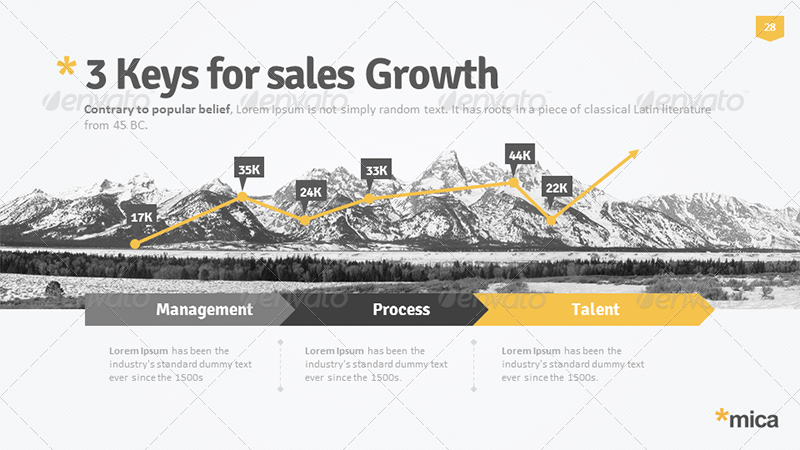 28
* 3 Keys for sales Growth
Contrary to popular belief, Lorem Ipsum is not simply random text. It has roots in a piece of classical Latin literature
from 45 BC.
17K
35K
24K
33K
44K
22K
Management
Process
Talent
Lorem Ipsum has been the
industry's standard dummy text
ever since the 1500s
Lorem Ipsum has been the
industry's standard dummy text
ever since the 1500s.
Lorem Ipsum has been the
industry's standard dummy text
ever since the 1500s.
*mica
envato
envato
envato
envato
envato
envato
envato
envato